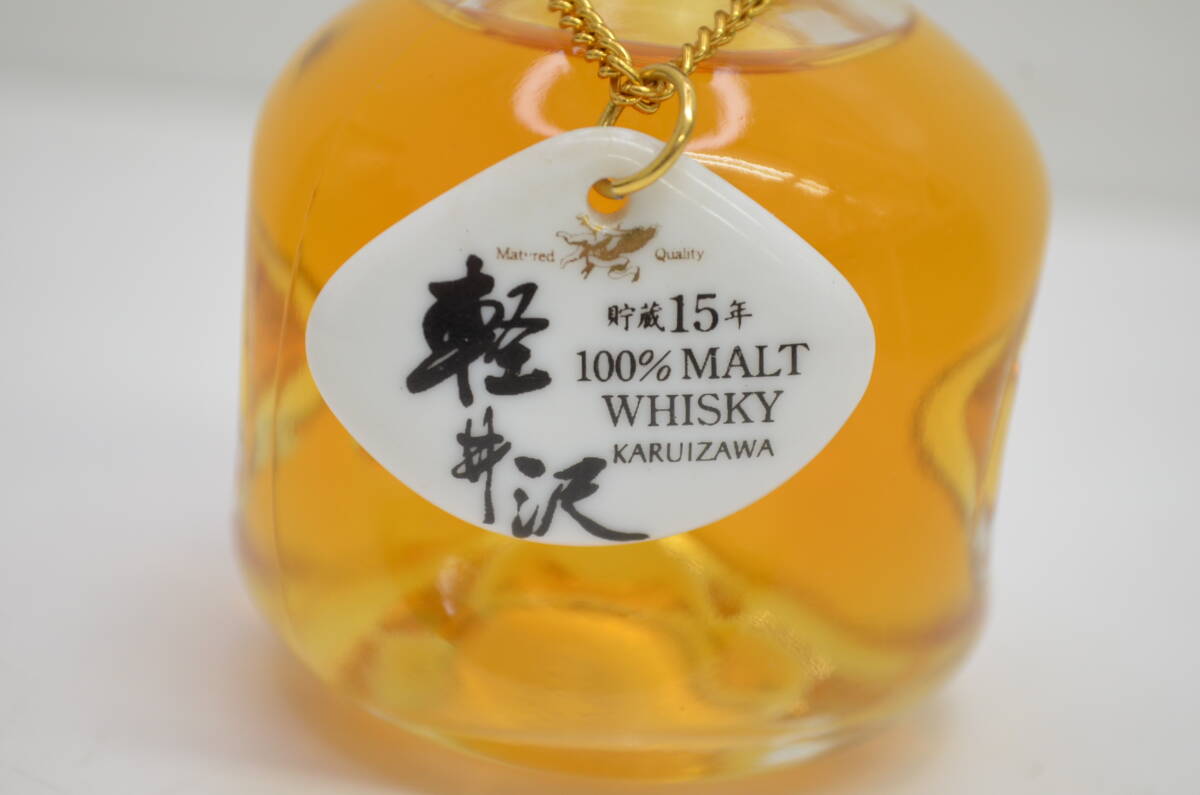 Matured Quality
軽井沢
貯蔵15年
100% MALT
WHISKY
KARUIZAWA